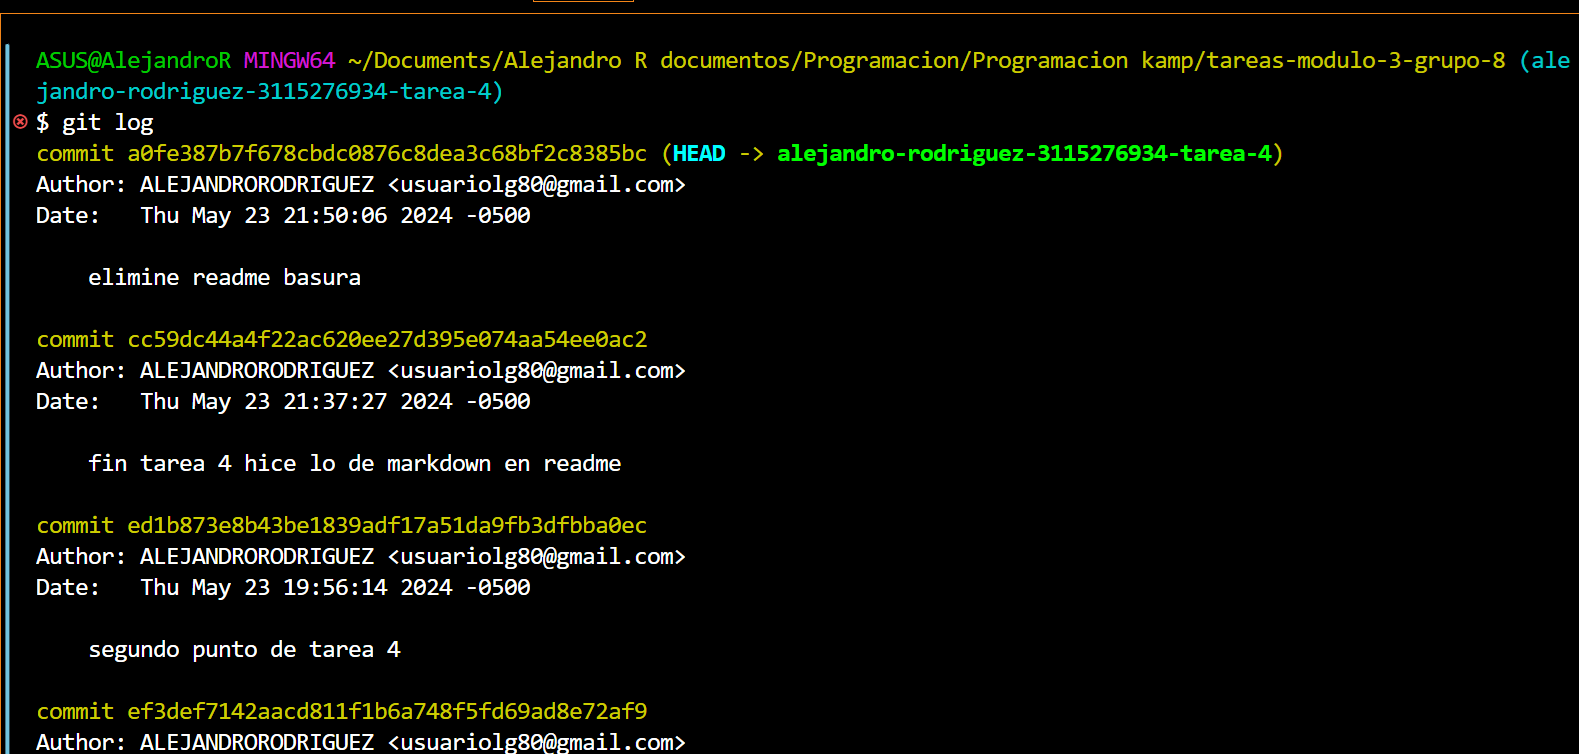 ASUS@AlejandroR MINGW64 ~/Documents/Alejandro R documentos/Programacion/Programacion kamp/tareas-modulo-3-grupo-8 (ale
jandro-rodriguez-3115276934-tarea-4)
$ git log
commit a0fe387b7f678cbdc0876c8dea3c68bf2c8385bc (HEAD -> alejandro-rodriguez-3115276934-tarea-4)
Author: ALEJANDRORODRIGUEZ <usuariolg80@gmail.com>
Date:   Thu May 23 21:50:06 2024 -0500
    elimine readme basura
commit cc59dc44a4f22ac620ee27d395e074aa54ee0ac2
Author: ALEJANDRORODRIGUEZ <usuariolg80@gmail.com>
Date:   Thu May 23 21:37:27 2024 -0500
    fin tarea 4 hice lo de markdown en readme
commit ed1b873e8b43be1839adf17a51da9fb3dfbba0ec
Author: ALEJANDRORODRIGUEZ <usuariolg80@gmail.com>
Date:   Thu May 23 19:56:14 2024 -0500
    segundo punto de tarea 4
commit ef3def7142aacd811f1b6a748f5fd69ad8e72af9
Author: ALEJANDRORODRIGUEZ <usuariolg80@gmail.com>